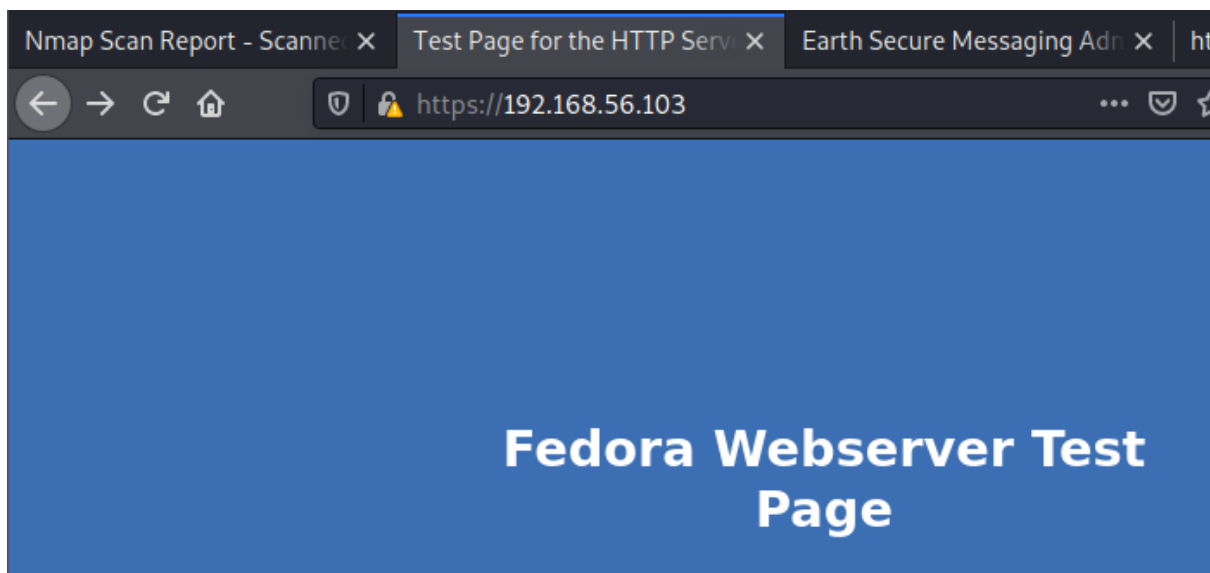 Nmap Scan Report - Scanne
Test Page for the HTTP Serv
Earth Secure Messaging Adn
ht
https://192.168.56.103
Fedora Webserver Test
Page